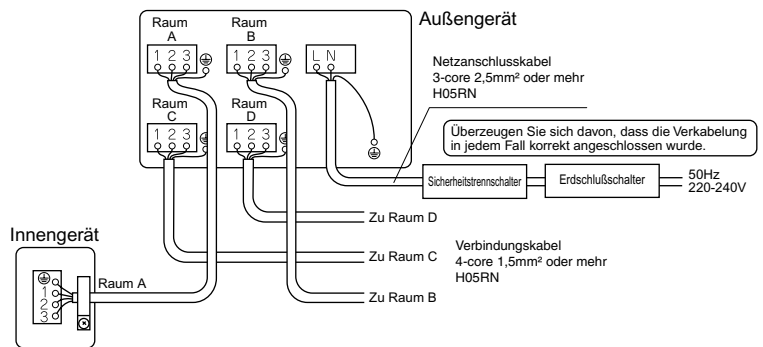 Außengerät
Raum
A
1 2 3
Raum
B
1 2 3
L N
Raum
C
1 2 3
Raum
D
1 2 3
Netzanschlusskabel
3-core 2,5mm² oder mehr
H05RN
Überzeugen Sie sich davon, dass die Verkabelung
in jedem Fall korrekt angeschlossen wurde.
Sicherheitstrennschalter
Erdschlußschalter
50Hz
220-240V
Zu Raum D
Zu Raum C
Zu Raum B
Verbindungskabel
4-core 1,5mm² oder mehr
H05RN
Innengerät
Raum A
1
2
3